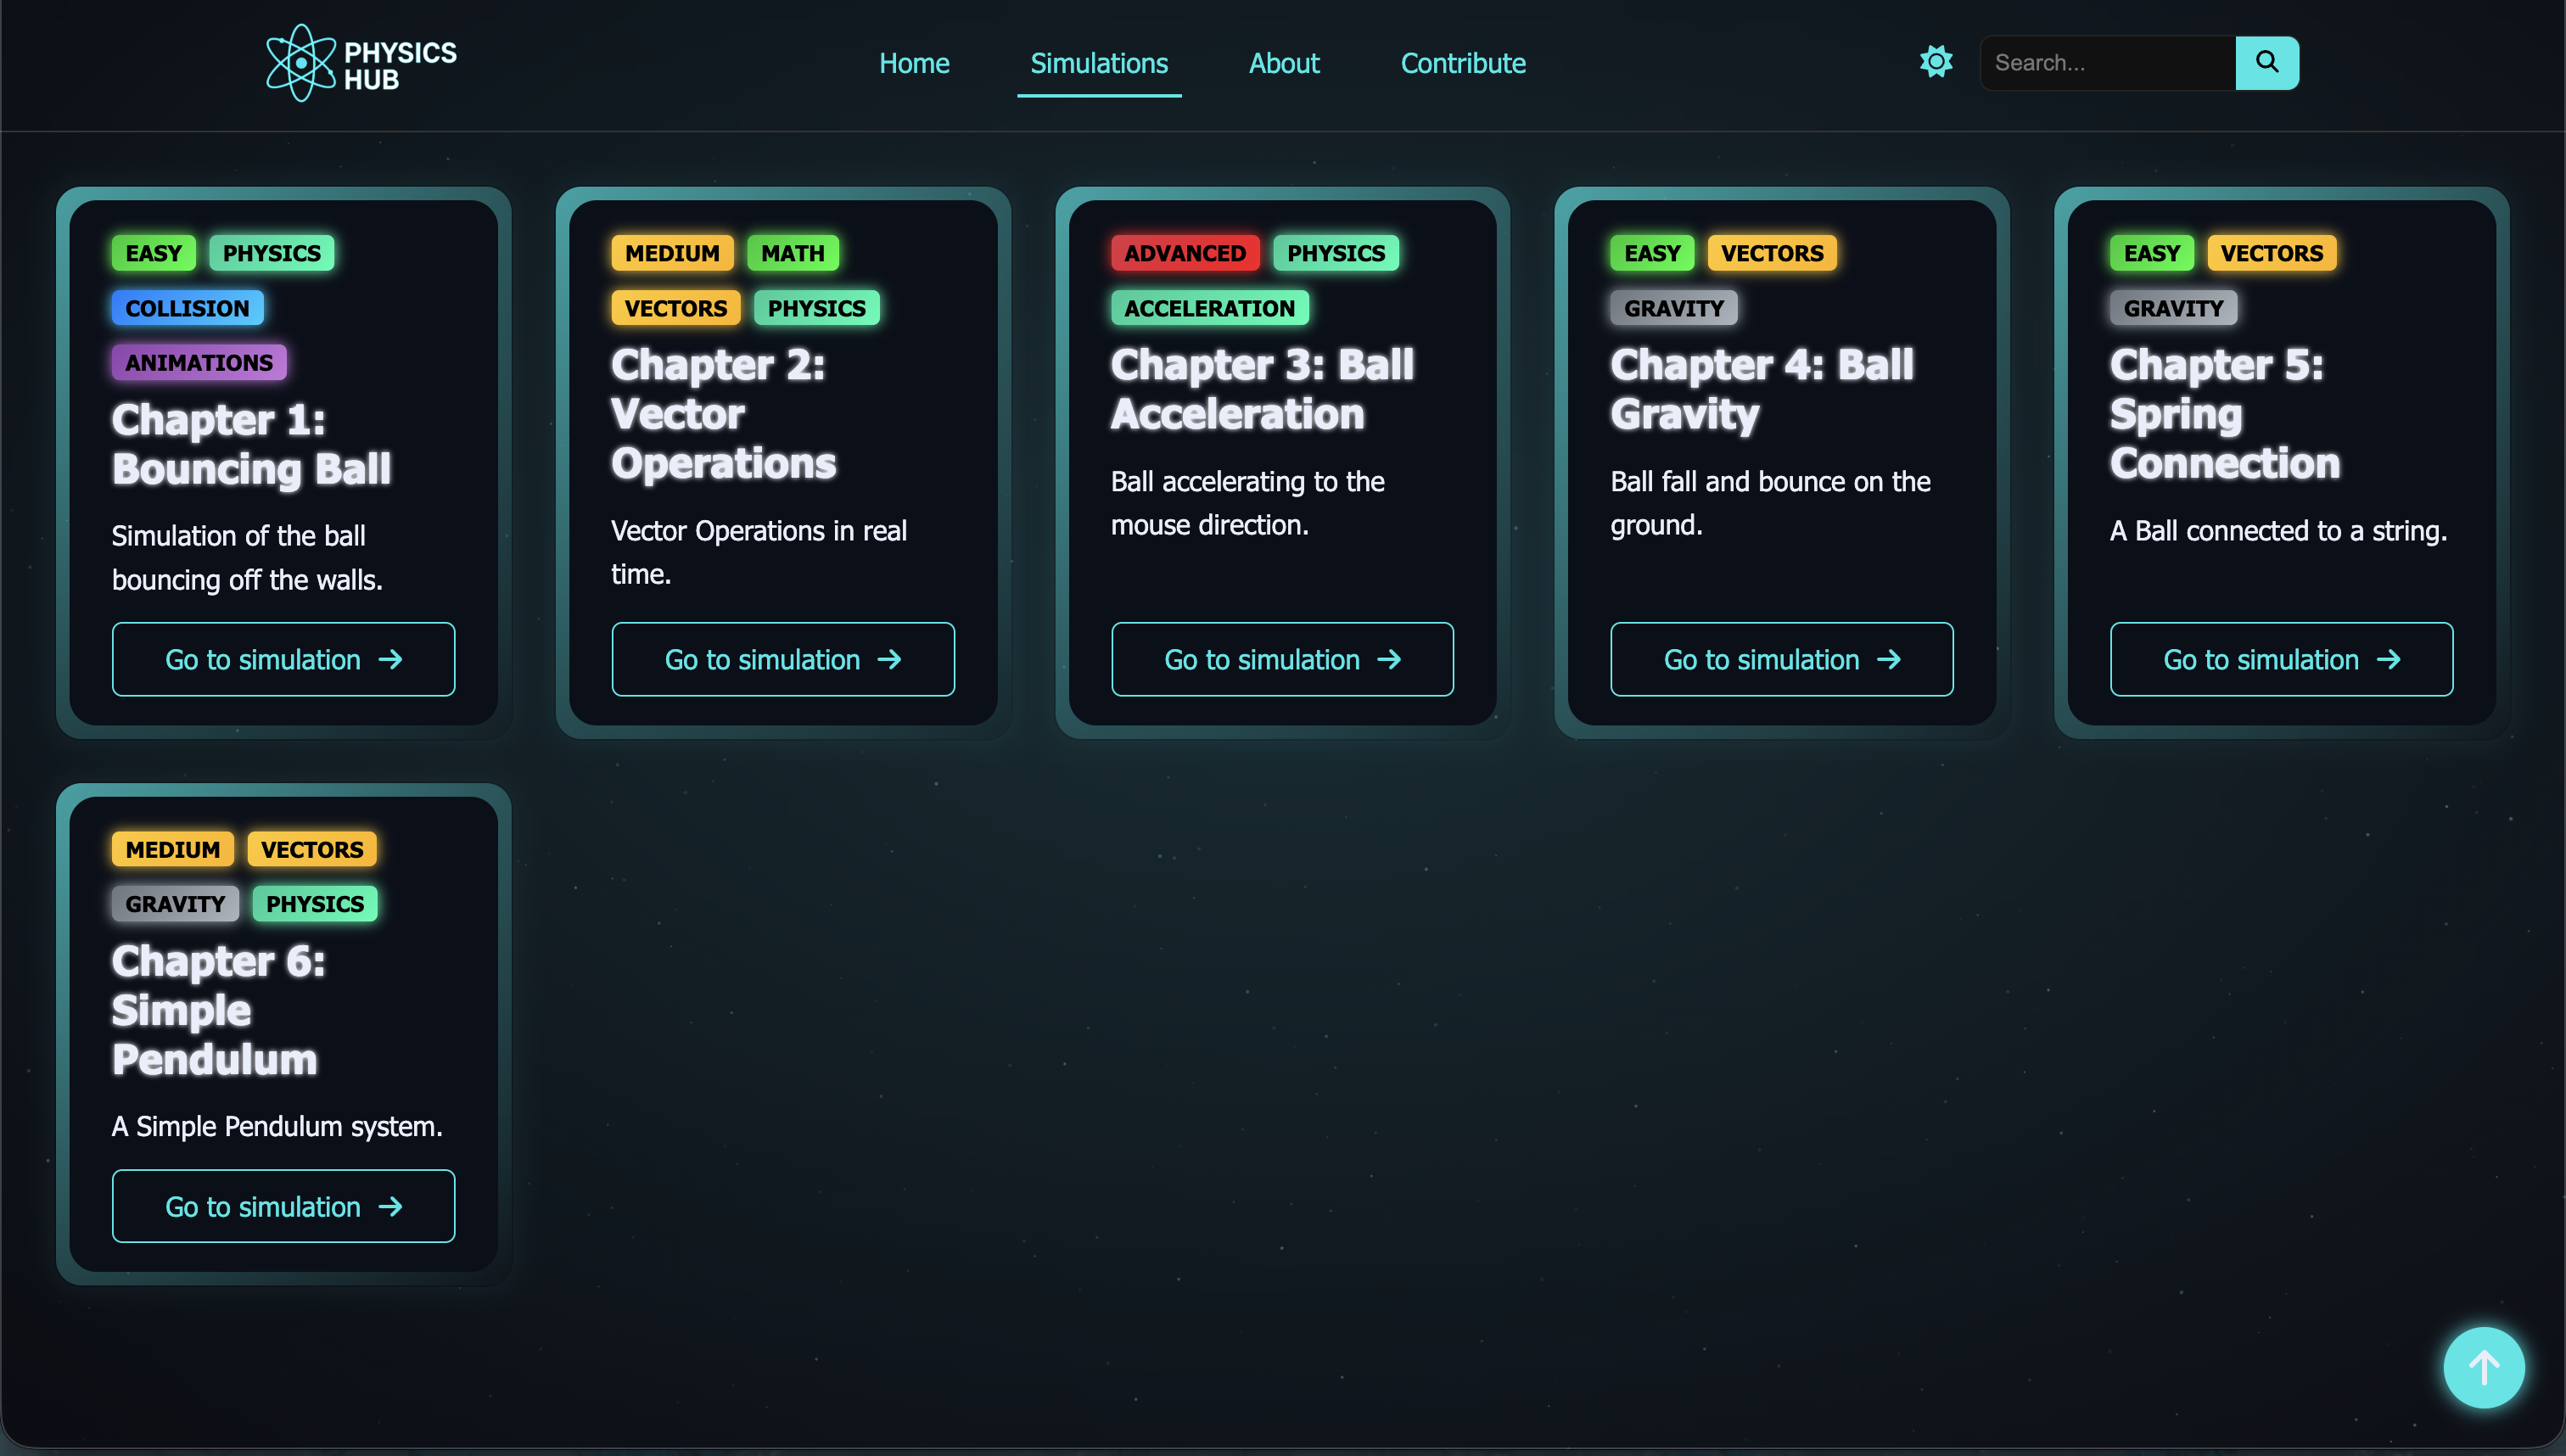 PHYSICS
HUB
Home
Simulations
About
Contribute
Search...
EASY PHYSICS
COLLISION
ANIMATIONS
Chapter 1:
Bouncing Ball
Simulation of the ball
bouncing off the walls.
Go to simulation →
MEDIUM MATH
VECTORS PHYSICS
Chapter 2:
Vector
Operations
Vector Operations in real
time.
Go to simulation →
ADVANCED PHYSICS
ACCELERATION
Chapter 3: Ball
Acceleration
Ball accelerating to the
mouse direction.
Go to simulation →
EASY VECTORS
GRAVITY
Chapter 4: Ball
Gravity
Ball fall and bounce on the
ground.
Go to simulation →
EASY VECTORS
GRAVITY
Chapter 5:
Spring
Connection
A Ball connected to a string.
Go to simulation →
MEDIUM VECTORS
GRAVITY PHYSICS
Chapter 6:
Simple
Pendulum
A Simple Pendulum system.
Go to simulation →